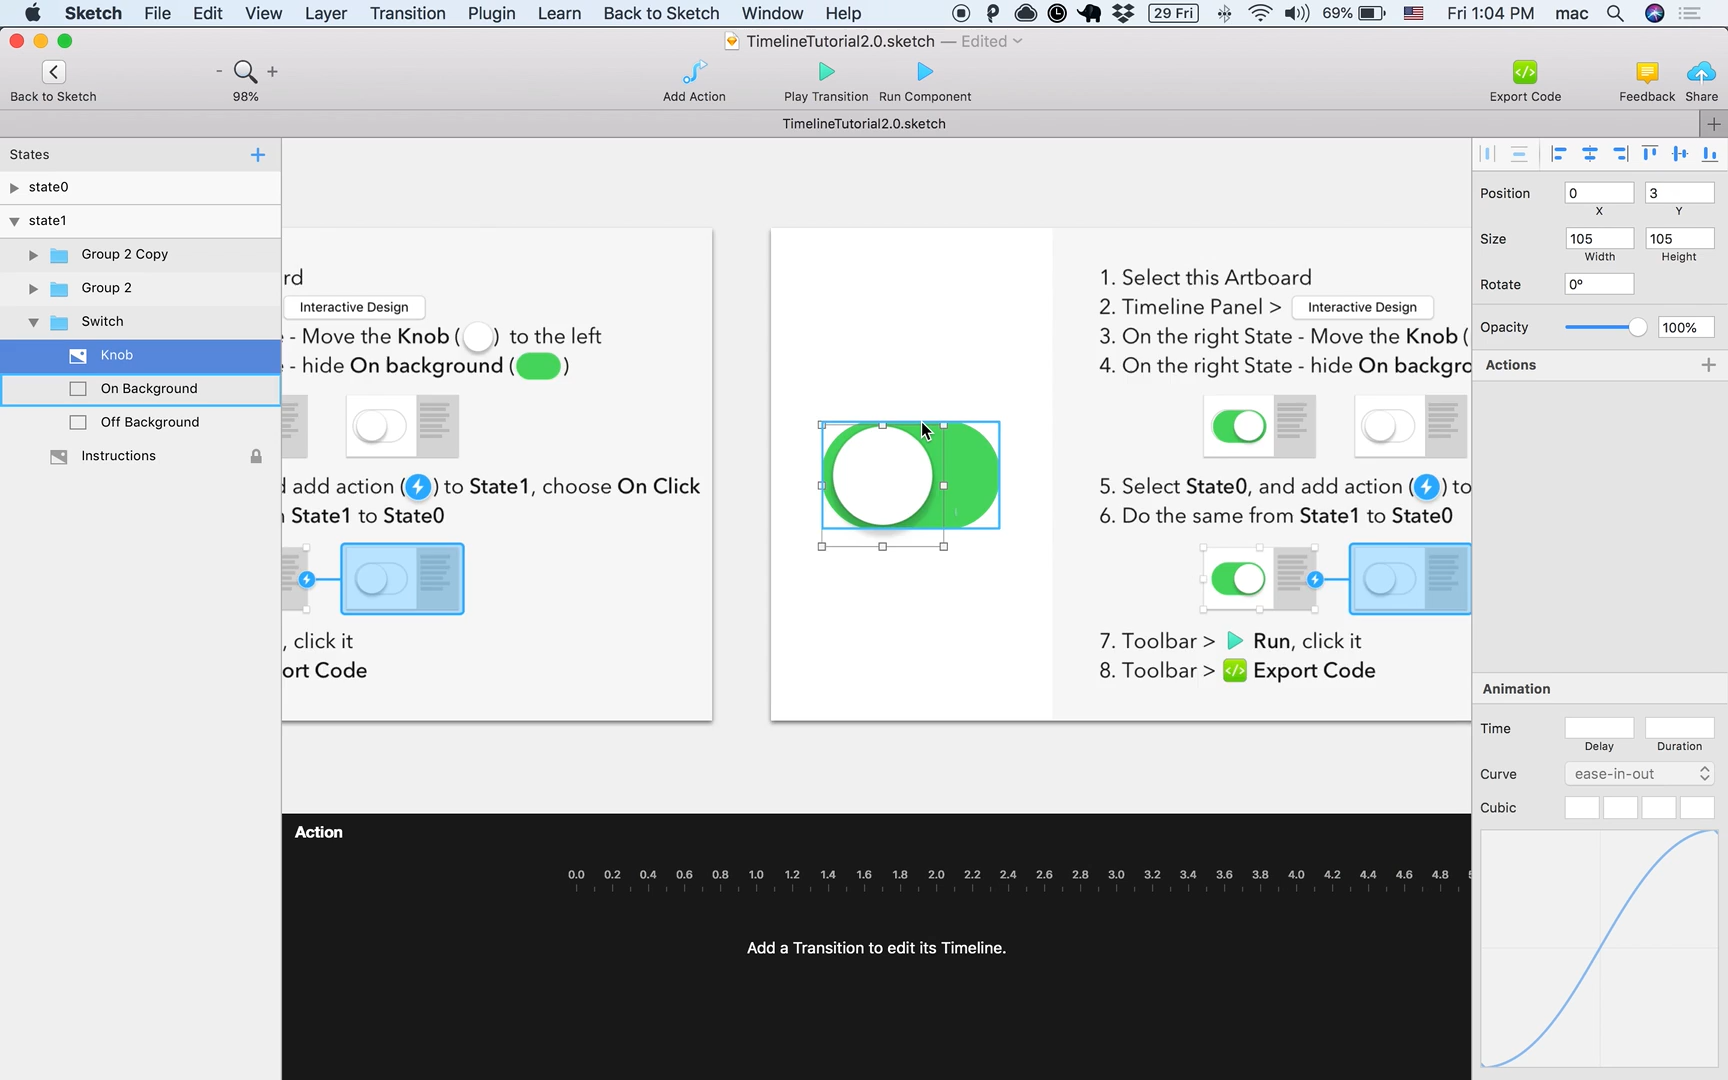 Sketch File Edit View Layer Transition Plugin Learn Back to Sketch Window Help 29 Fri 69% Fri 1:04 PM mac
TimelineTutorial2.0.sketch — Edited
- +
Back to Sketch 98% Add Action Play Transition Run Component Export Code Feedback Share
TimelineTutorial2.0.sketch +
States +
state0
state1
Group 2 Copy
Group 2
Switch
Knob
On Background
Off Background
Instructions
rd
Interactive Design
- Move the Knob ( ) to the left
- hide On background ( )
d add action ( ) to State1, choose On Click
n State1 to State0
, click it
ort Code
1. Select this Artboard
2. Timeline Panel > Interactive Design
3. On the right State - Move the Knob (
4. On the right State - hide On backgro
5. Select State0, and add action ( ) to
6. Do the same from State1 to State0
7. Toolbar > Run, click it
8. Toolbar > </> Export Code
Position 0 3
X Y
Size 105 105
Width Height
Rotate 0°
Opacity 100%
Actions +
Animation
Time
Delay Duration
Curve ease-in-out
Cubic
Action
0.0 0.2 0.4 0.6 0.8 1.0 1.2 1.4 1.6 1.8 2.0 2.2 2.4 2.6 2.8 3.0 3.2 3.4 3.6 3.8 4.0 4.2 4.4 4.6 4.8
Add a Transition to edit its Timeline.